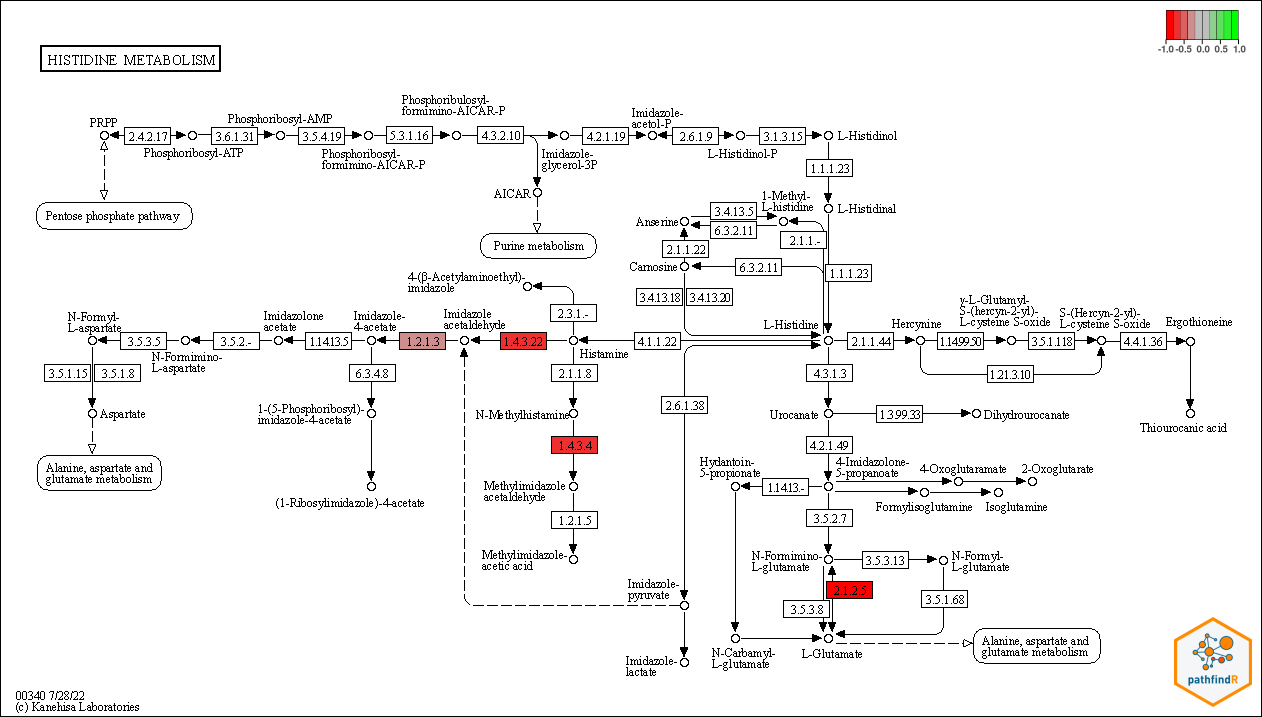 HISTIDINE METABOLISM
-1.0 -0.5 0.0 0.5 1.0
PRPP
2.4.2.17
Phosphoribosyl-ATP
3.6.1.31
Phosphoribosyl-AMP
3.5.4.19
Phosphoribosyl-
formimino-AICAR-P
5.3.1.16
Phosphoribulosyl-
formimino-AICAR-P
4.3.2.10
Imidazole-
glycerol-3P
4.2.1.19
Imidazole-
acetol-P
2.6.1.9
L-Histidinol-P
3.1.3.15
L-Histidinol
1.1.1.23
AICAR
Pentose phosphate pathway
Purine metabolism
L-Histidinal
1-Methyl-
L-histidine
Anserine
3.4.13.5
6.3.2.11
2.1.1.-
2.1.1.22
Carnosine
6.3.2.11
1.1.1.23
3.4.13.18
3.4.13.20
4-(β-Acetylaminoethyl)-
imidazole
2.3.1.-
N-Formyl-
L-aspartate
3.5.3.5
N-Formimino-
L-aspartate
3.5.2.-
Imidazolone
acetate
1.14.13.5
Imidazole-
4-acetate
1.2.1.3
Imidazole
acetaldehyde
1.4.3.22
Histamine
4.1.1.22
L-Histidine
2.1.1.44
Hercynine
1.14.99.50
γ-L-Glutamyl-
S-(hercyn-2-yl)-
L-cysteine S-oxide
3.5.1.118
S-(Hercyn-2-yl)-
L-cysteine S-oxide
4.4.1.36
Ergothioneine
1.21.3.10
3.5.1.15
3.5.1.8
6.3.4.8
2.1.1.8
4.3.1.3
2.6.1.38
Aspartate
1-(5-Phosphoribosyl)-
imidazole-4-acetate
N-Methylhistamine
Urocanate
1.3.99.33
Dihydrourocanate
Thiourocanic acid
1.4.3.4
4.2.1.49
Alanine, aspartate and
glutamate metabolism
(1-Ribosylimidazole)-4-acetate
Methylimidazole
acetaldehyde
1.2.1.5
Methylimidazole-
acetic acid
Hydantoin-
5-propionate
1.14.13.-
4-Imidazolone-
5-propanoate
4-Oxoglutaramate
2-Oxoglutarate
Formylisoglutamine
Isoglutamine
3.5.2.7
N-Formimino-
L-glutamate
3.5.3.13
N-Formyl-
L-glutamate
2.1.2.5
3.5.3.8
3.5.1.68
Imidazole-
pyruvate
Imidazole-
lactate
N-Carbamyl-
L-glutamate
L-Glutamate
Alanine, aspartate and
glutamate metabolism
pathfindR
00340 7/28/22
(c) Kanehisa Laboratories